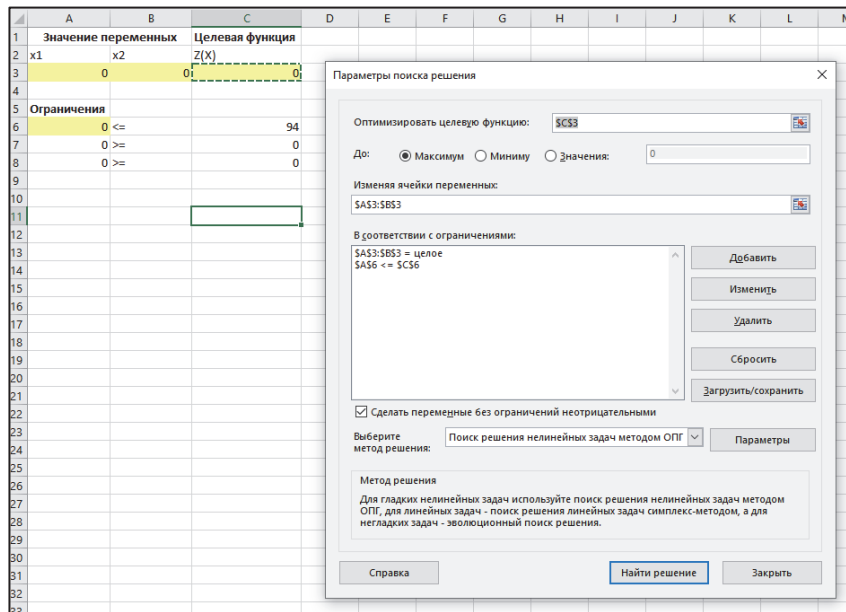 A B C D E F G H I J K L M
1 Значение переменных Целевая функция
2 x1 x2 Z(X)
3 0 0 0
4
5 Ограничения
6 0 <= 94
7 0 >= 0
8 0 >= 0
9
10
11
12
13
14
15
16
17
18
19
20
21
22
23
24
25
26
27
28
29
30
31
32
33
Параметры поиска решения
Оптимизировать целевую функцию: $C$3
До: Максимум Миниму Значения: 0
Изменяя ячейки переменных:
$A$3:$B$3
В соответствии с ограничениями:
$A$3:$B$3 = целое
$A$6 <= $C$6
Добавить
Изменить
Удалить
Сбросить
Загрузить/сохранить
Сделать переменные без ограничений неотрицательными
Выберите
метод решения:
Поиск решения нелинейных задач методом ОПГ
Параметры
Метод решения
Для гладких нелинейных задач используйте поиск решения нелинейных задач методом
ОПГ, для линейных задач - поиск решения линейных задач симплекс-методом, а для
негладких задач - эволюционный поиск решения.
Справка Найти решение Закрыть